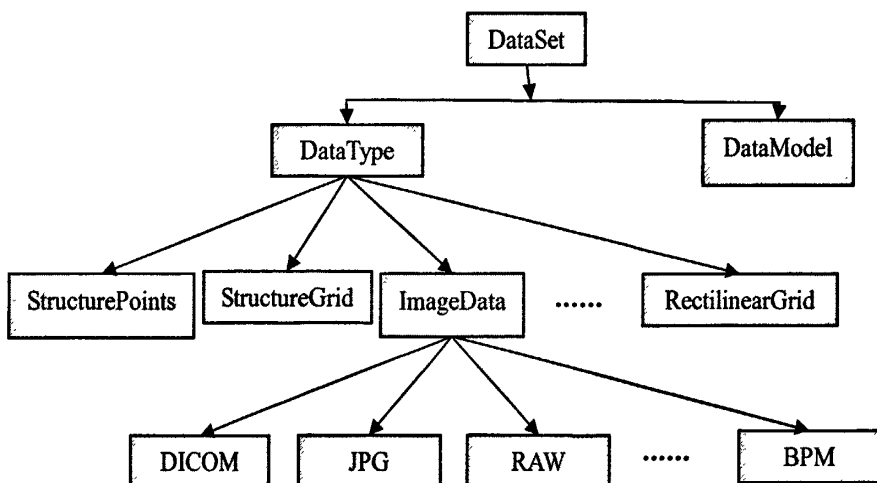 DataSet
DataType
DataModel
StructurePoints
StructureGrid
ImageData
......
RectilinearGrid
DICOM
JPG
RAW
......
BPM